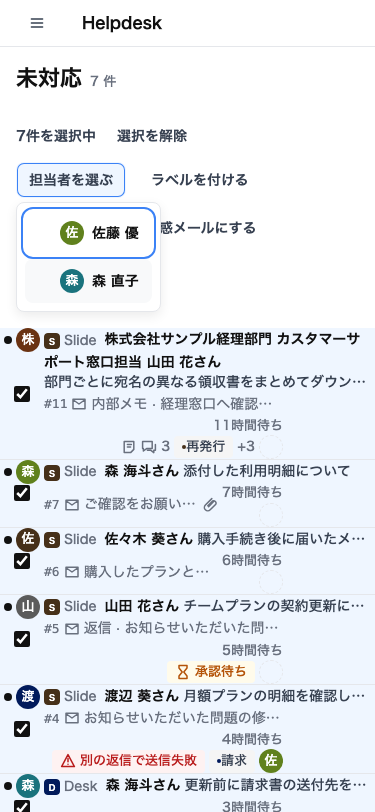 Helpdesk
未対応 7 件
7件を選択中 選択を解除
担当者を選ぶ ラベルを付ける
佐 佐藤 優
惑メールにする
森 森 直子
株 S Slide 株式会社サンプル経理部門 カスタマーサ
ポート窓口担当 山田 花さん
部門ごとに宛名の異なる領収書をまとめてダウン…
#11 内部メモ · 経理窓口へ確認…
11時間待ち
3 •再発行 +3
森 S Slide 森 海斗さん 添付した利用明細について
7時間待ち
#7 ご確認をお願い…
佐 S Slide 佐々木 葵さん 購入手続き後に届いたメ…
6時間待ち
#6 購入したプランと…
山 S Slide 山田 花さん チームプランの契約更新に…
#5 返信 · お知らせいただいた問…
5時間待ち
承認待ち
渡 S Slide 渡辺 葵さん 月額プランの明細を確認し…
#4 お知らせいただいた問題の修…
4時間待ち
別の返信で送信失敗 •請求 佐
森 D Desk 森 海斗さん 更新前に請求書の送付先を…
3時間待ち